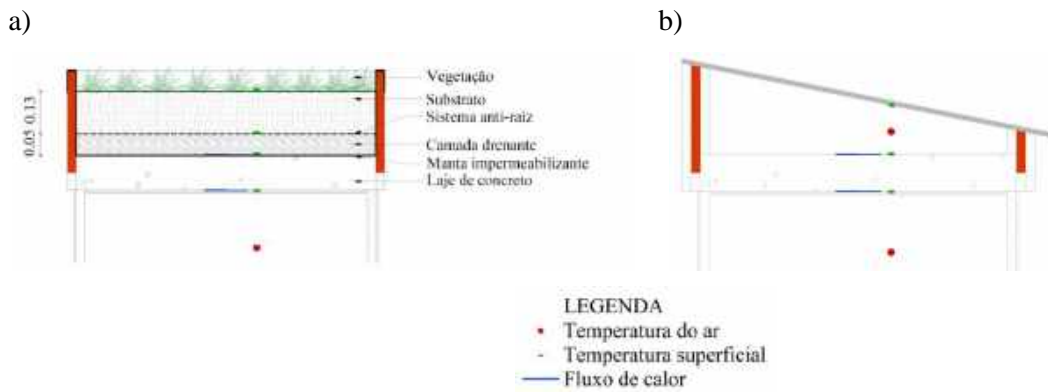 a)
b)
Vegetação
Substrato
Sistema anti-raiz
Camada drenante
Manta impermeabilizante
Laje de concreto
0.05 0.13
LEGENDA
Temperatura do ar
Temperatura superficial
Fluxo de calor